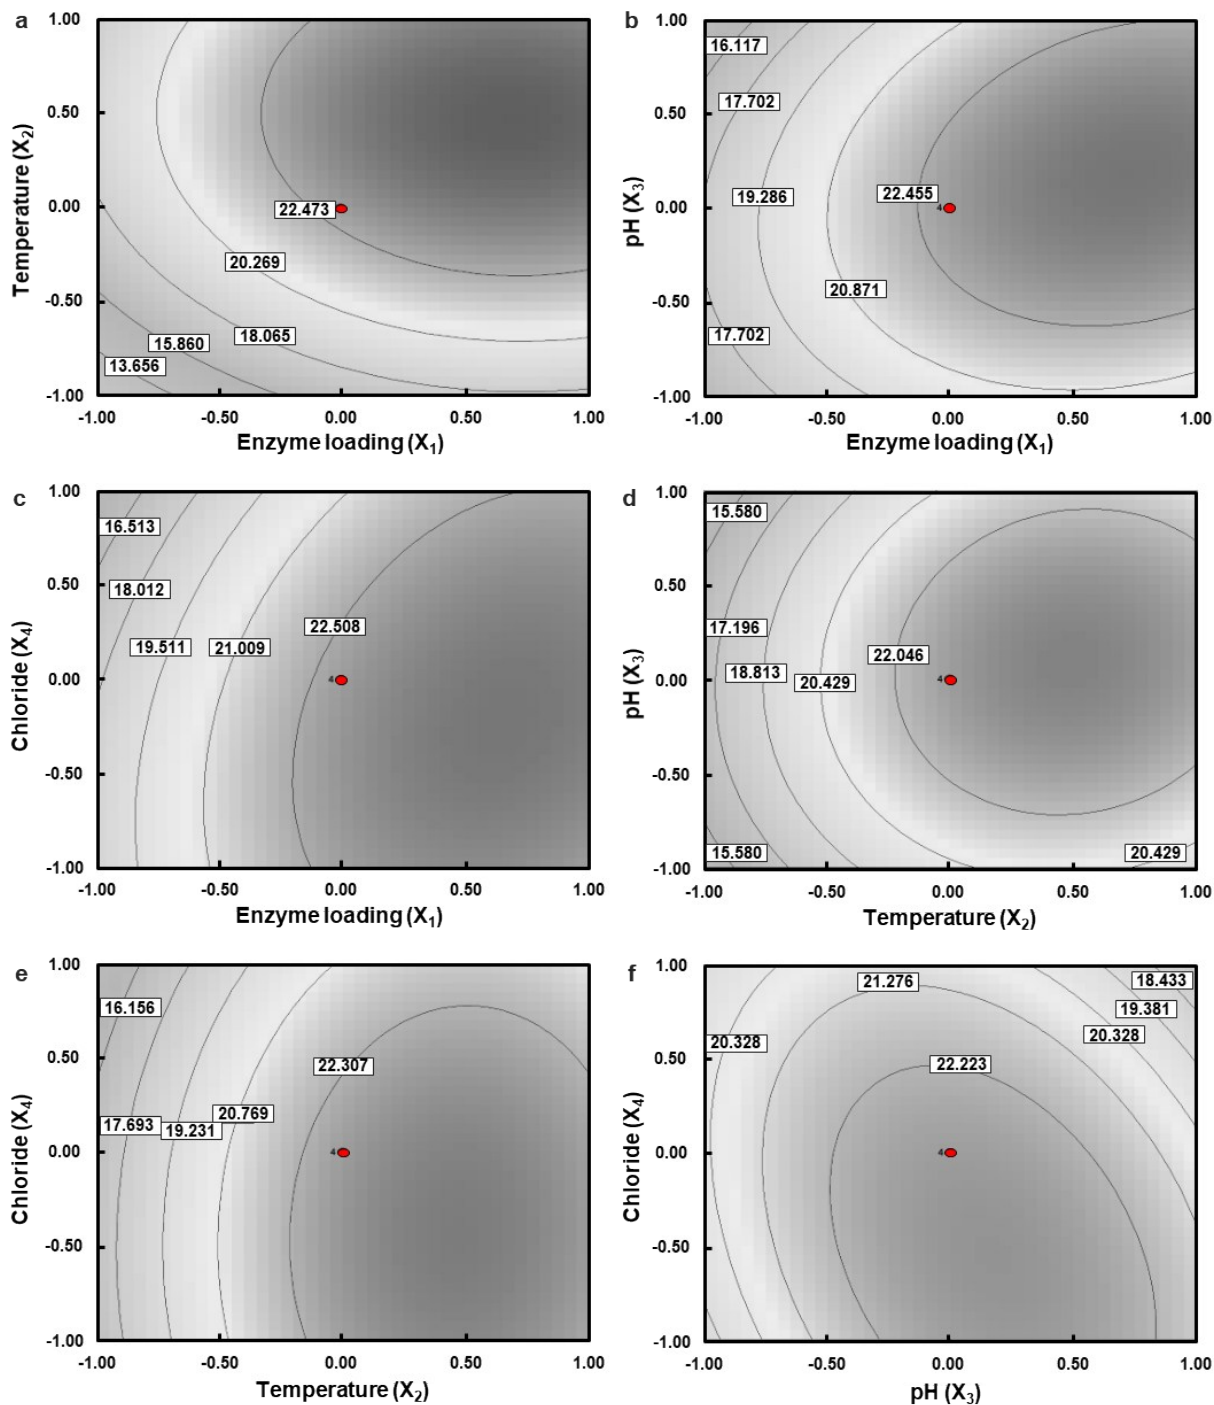 a
1.00
0.50
0.00
-0.50
-1.00
Temperature (X2)
22.473
20.269
18.065
15.860
13.656
-1.00 -0.50 0.00 0.50 1.00
Enzyme loading (X1)
b
1.00
0.50
0.00
-0.50
-1.00
pH (X3)
16.117
17.702
19.286
22.455
4
20.871
17.702
-1.00 -0.50 0.00 0.50 1.00
Enzyme loading (X1)
c
1.00
0.50
0.00
-0.50
-1.00
Chloride (X4)
16.513
18.012
22.508
19.511
21.009
4
-1.00 -0.50 0.00 0.50 1.00
Enzyme loading (X1)
d
1.00
0.50
0.00
-0.50
-1.00
pH (X3)
15.580
17.196
22.046
18.813
20.429
4
15.580
20.429
-1.00 -0.50 0.00 0.50 1.00
Temperature (X2)
e
1.00
0.50
0.00
-0.50
-1.00
Chloride (X4)
16.156
22.307
20.769
17.693
19.231
4
-1.00 -0.50 0.00 0.50 1.00
Temperature (X2)
f
1.00
0.50
0.00
-0.50
-1.00
Chloride (X4)
21.276
18.433
19.381
20.328
20.328
22.223
4
-1.00 -0.50 0.00 0.50 1.00
pH (X3)